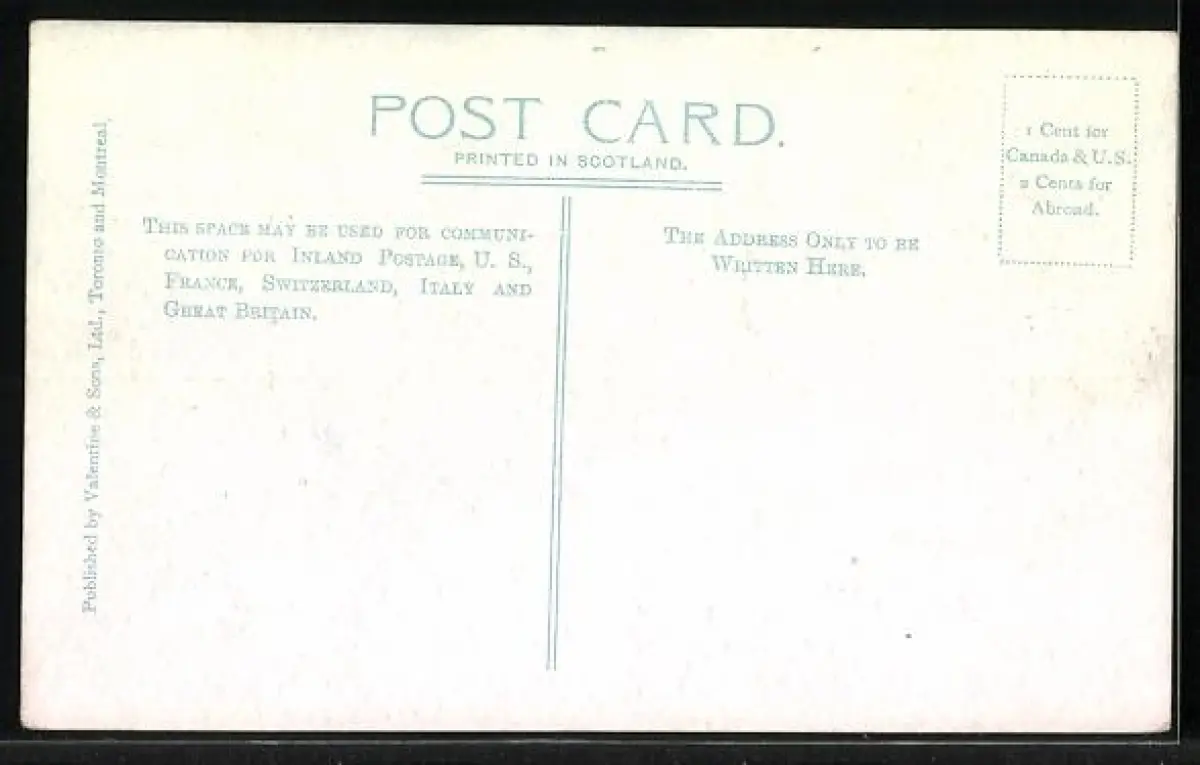 POST CARD.
PRINTED IN SCOTLAND.
1 Cent for
Canada & U.S.
2 Cents for
Abroad.
THIS SPACE MAY BE USED FOR COMMUNI-
CATION FOR INLAND POSTAGE, U. S.,
FRANCE, SWITZERLAND, ITALY AND
GREAT BRITAIN.
THE ADDRESS ONLY TO BE
WRITTEN HERE.
Published by Valentine & Sons, Ltd., Toronto and Montreal,